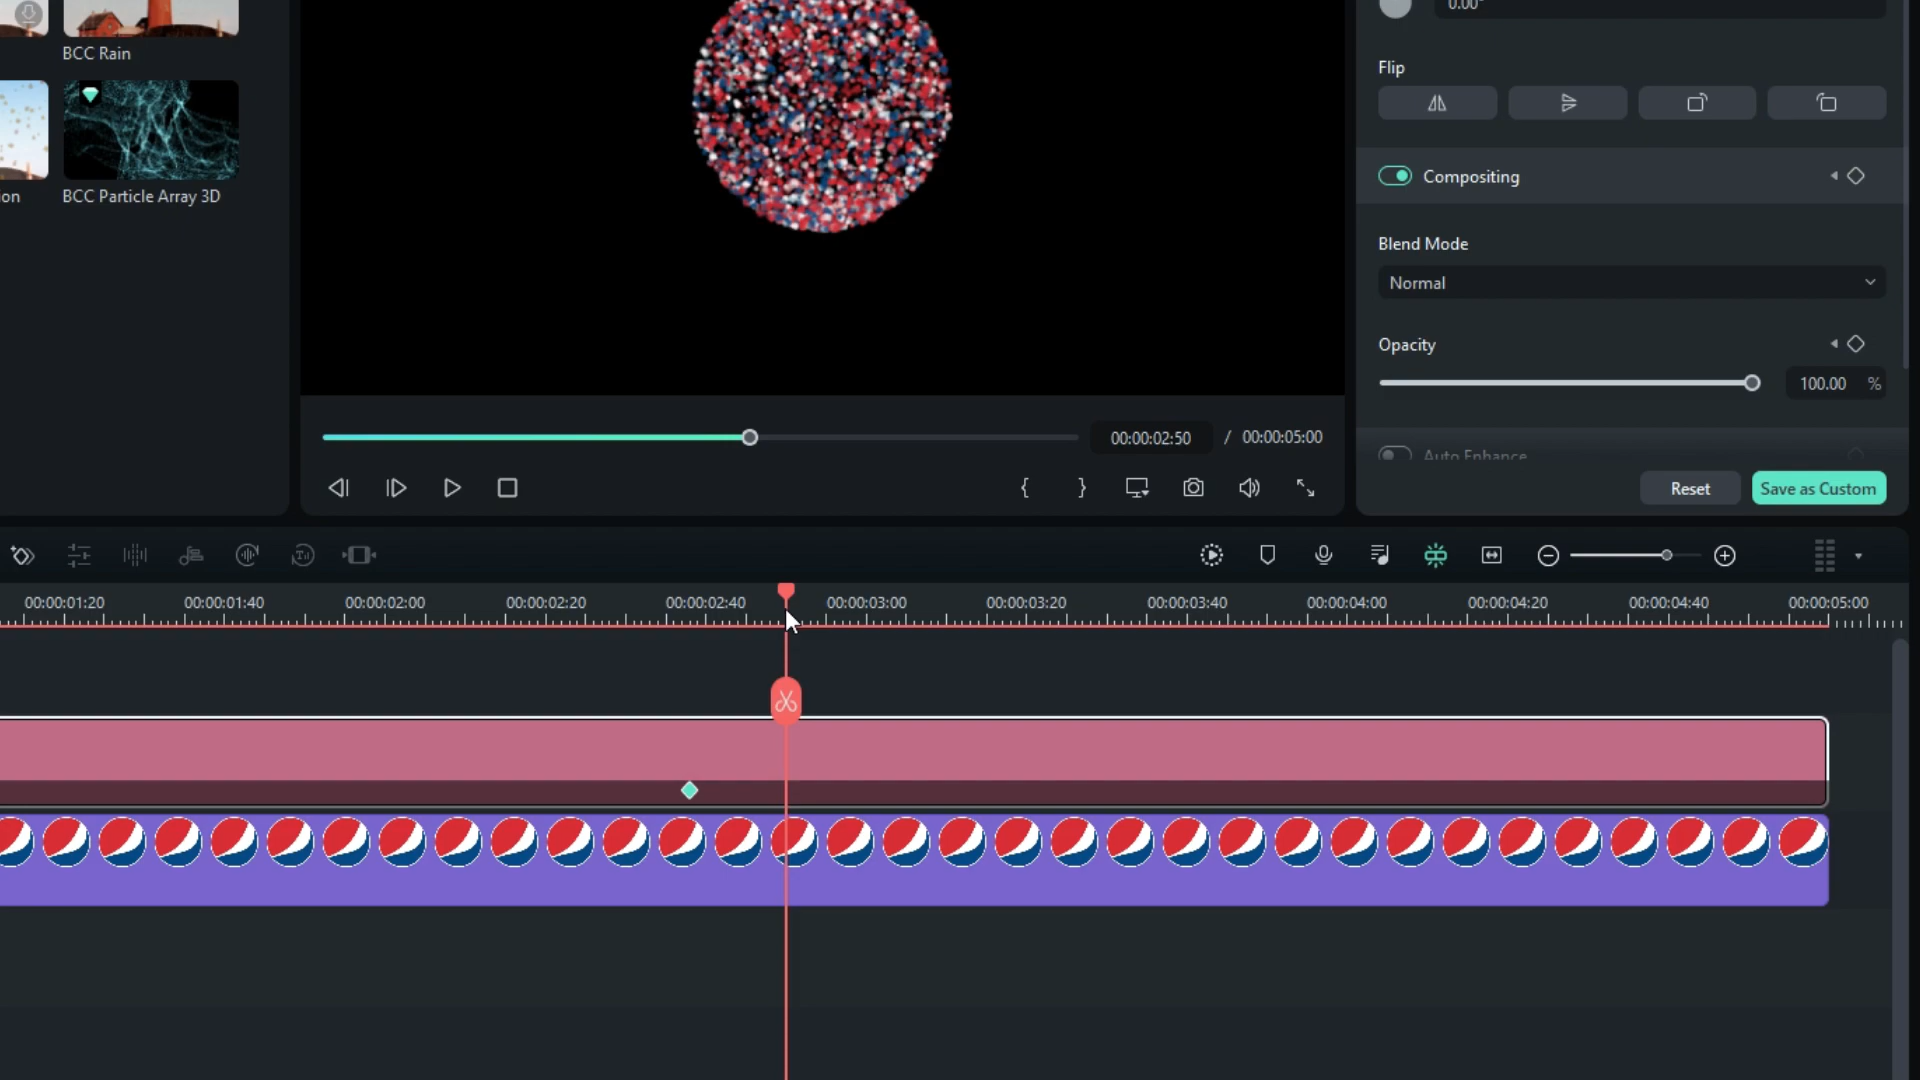 0.00°
BCC Rain
Flip
Compositing
ion
BCC Particle Array 3D
Blend Mode
Normal
Opacity
100.00 %
00:00:02:50 / 00:00:05:00
Auto Enhance
Reset
Save as Custom
00:00:01:20 00:00:01:40 00:00:02:00 00:00:02:20 00:00:02:40 00:00:03:00 00:00:03:20 00:00:03:40 00:00:04:00 00:00:04:20 00:00:04:40 00:00:05:00